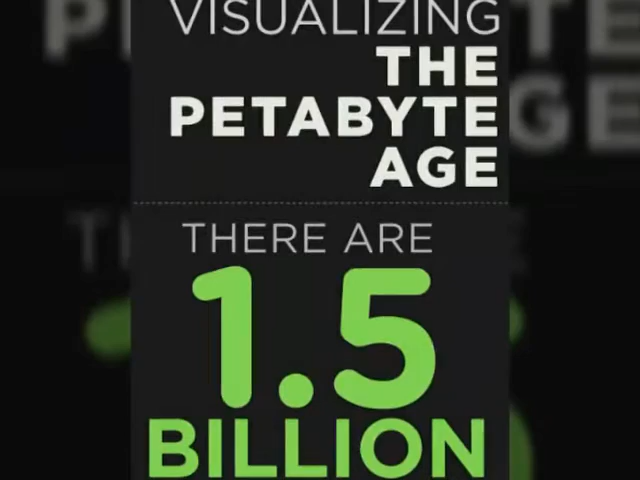 VISUALIZING
THE
PETABYTE
AGE
THERE ARE
1.5
BILLION